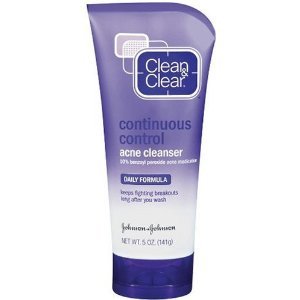 Clean &
Clear.
continuous
control
acne cleanser
10% benzoyl peroxide acne medication
DAILY FORMULA
keeps fighting breakouts
long after you wash
Johnson & Johnson
NET WT. 5 OZ. (141g)